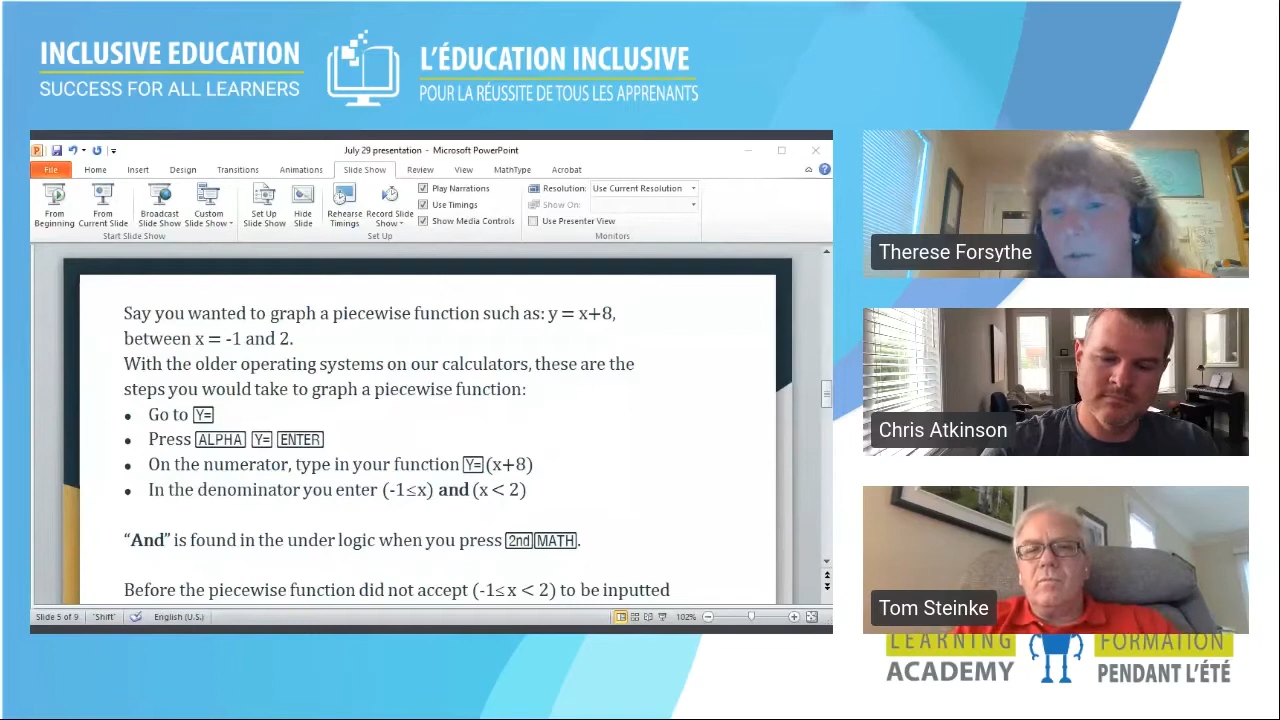 INCLUSIVE EDUCATION
SUCCESS FOR ALL LEARNERS
L'ÉDUCATION INCLUSIVE
POUR LA RÉUSSITE DE TOUS LES APPRENANTS
July 29 presentation - Microsoft PowerPoint
File Home Insert Design Transitions Animations Slide Show Review View MathType Acrobat
From Beginning
From Current Slide
Broadcast Slide Show
Custom Slide Show
Set Up Slide Show
Hide Slide
Rehearse Timings
Record Slide Show
Play Narrations
Use Timings
Show Media Controls
Resolution: Use Current Resolution
Show On:
Use Presenter View
Start Slide Show
Set Up
Monitors
Say you wanted to graph a piecewise function such as: y = x+8,
between x = -1 and 2.
With the older operating systems on our calculators, these are the
steps you would take to graph a piecewise function:
• Go to Y=
• Press ALPHA Y= ENTER
• On the numerator, type in your function Y=(x+8)
• In the denominator you enter (-1≤x) and (x < 2)
“And” is found in the under logic when you press 2nd MATH.
Before the piecewise function did not accept (-1≤ x < 2) to be inputted
Slide 5 of 9 "Shift" English (U.S.) 102%
Therese Forsythe
Chris Atkinson
Tom Steinke
LEARNING
ACADEMY
FORMATION
PENDANT L'ÉTÉ